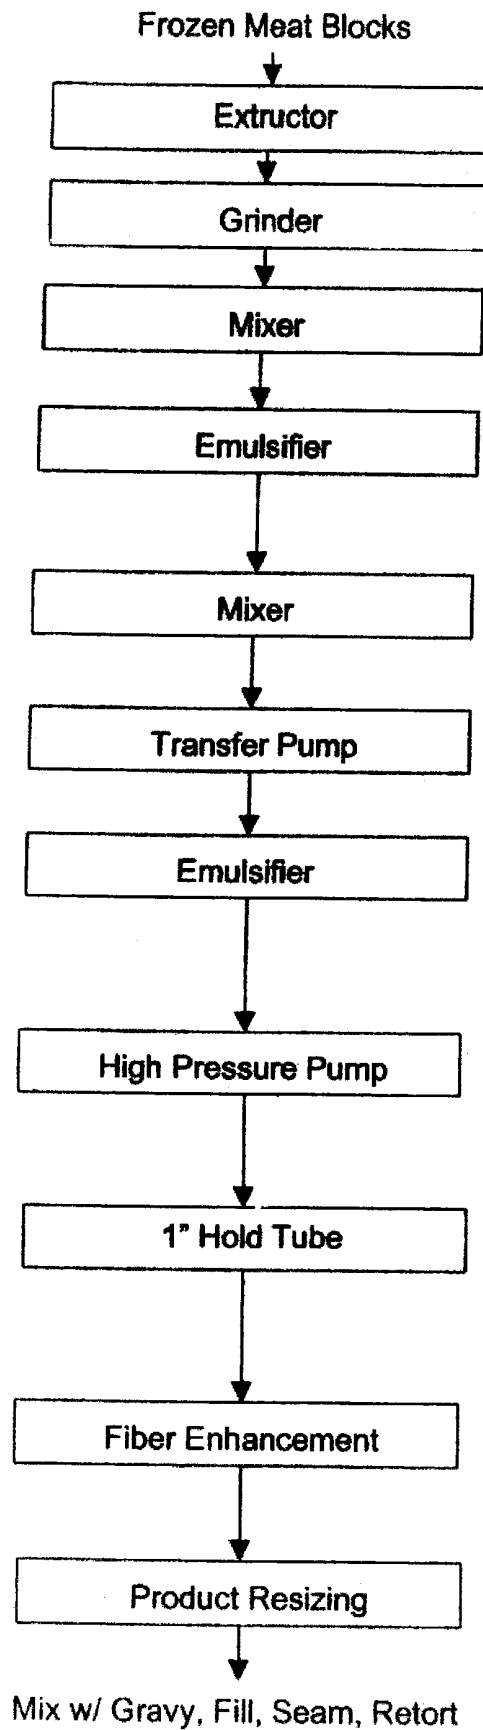 Frozen Meat Blocks
Extructor
Grinder
Mixer
Emulsifier
Mixer
Transfer Pump
Emulsifier
High Pressure Pump
1" Hold Tube
Fiber Enhancement
Product Resizing
Mix w/ Gravy, Fill, Seam, Retort